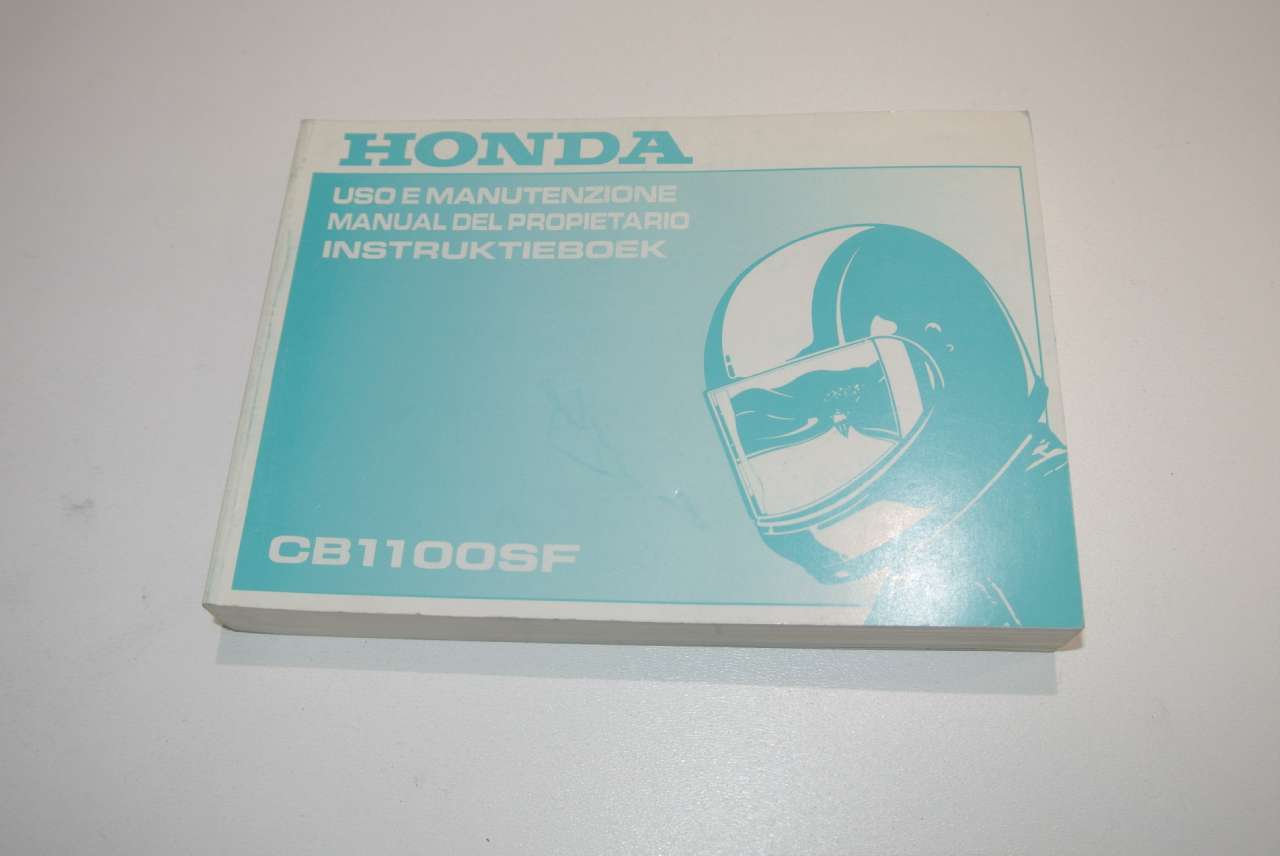 HONDA
USO E MANUTENZIONE
MANUAL DEL PROPIETARIO
INSTRUKTIEBOEK
CB1100SF